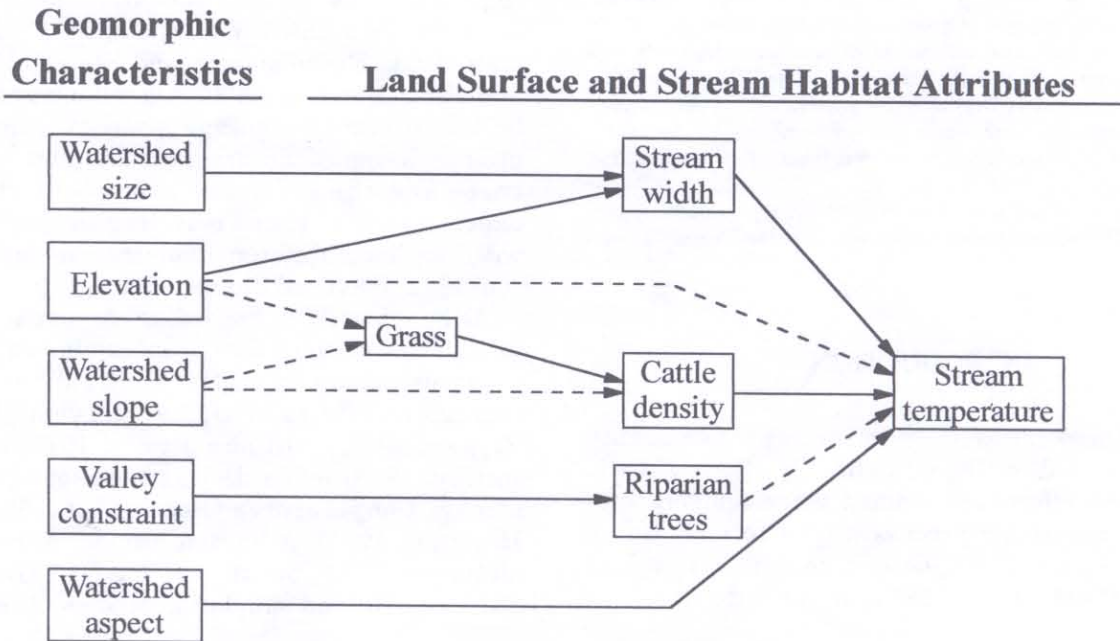 Geomorphic
Characteristics
Land Surface and Stream Habitat Attributes
Watershed
size
Stream
width
Elevation
Grass
Watershed
slope
Cattle
density
Stream
temperature
Valley
constraint
Riparian
trees
Watershed
aspect